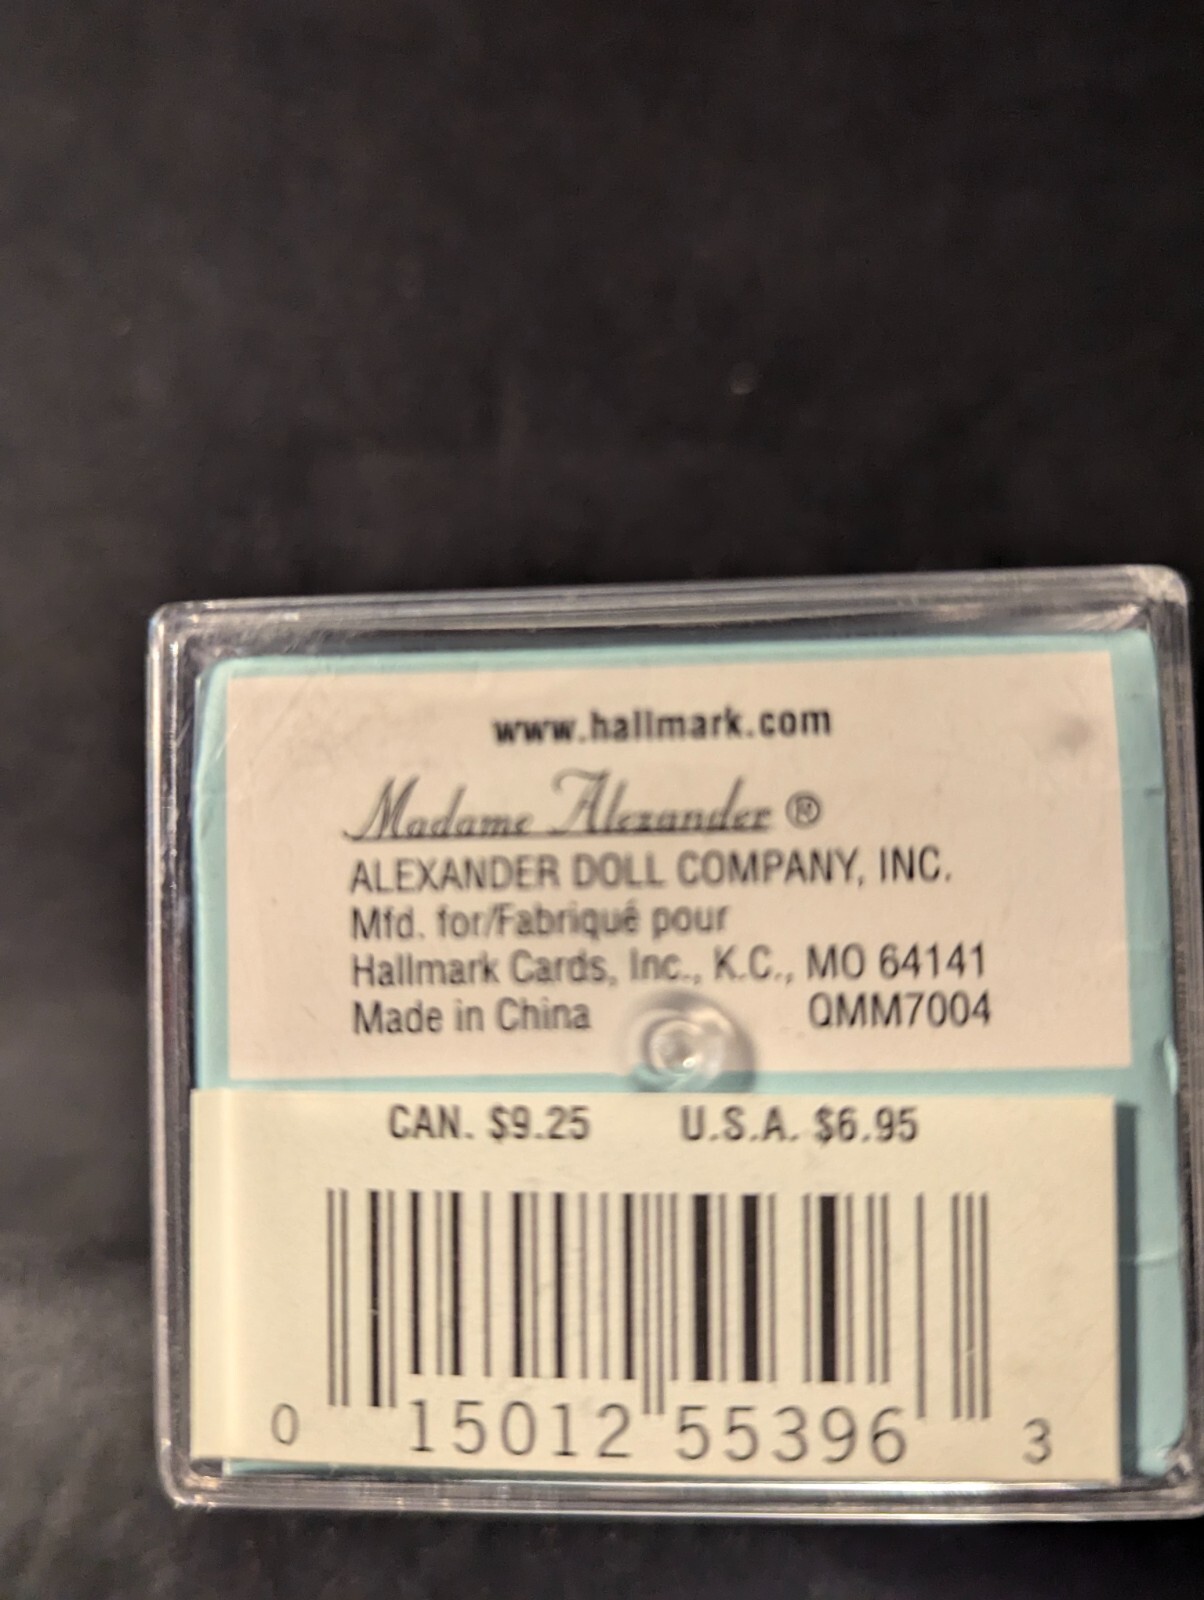 www.hallmark.com
Madame Alexander ®
ALEXANDER DOLL COMPANY, INC.
Mfd. for/Fabriqué pour
Hallmark Cards, Inc., K.C., MO 64141
Made in China QMM7004
CAN. $9.25 U.S.A. $6.95
0 15012 55396 3